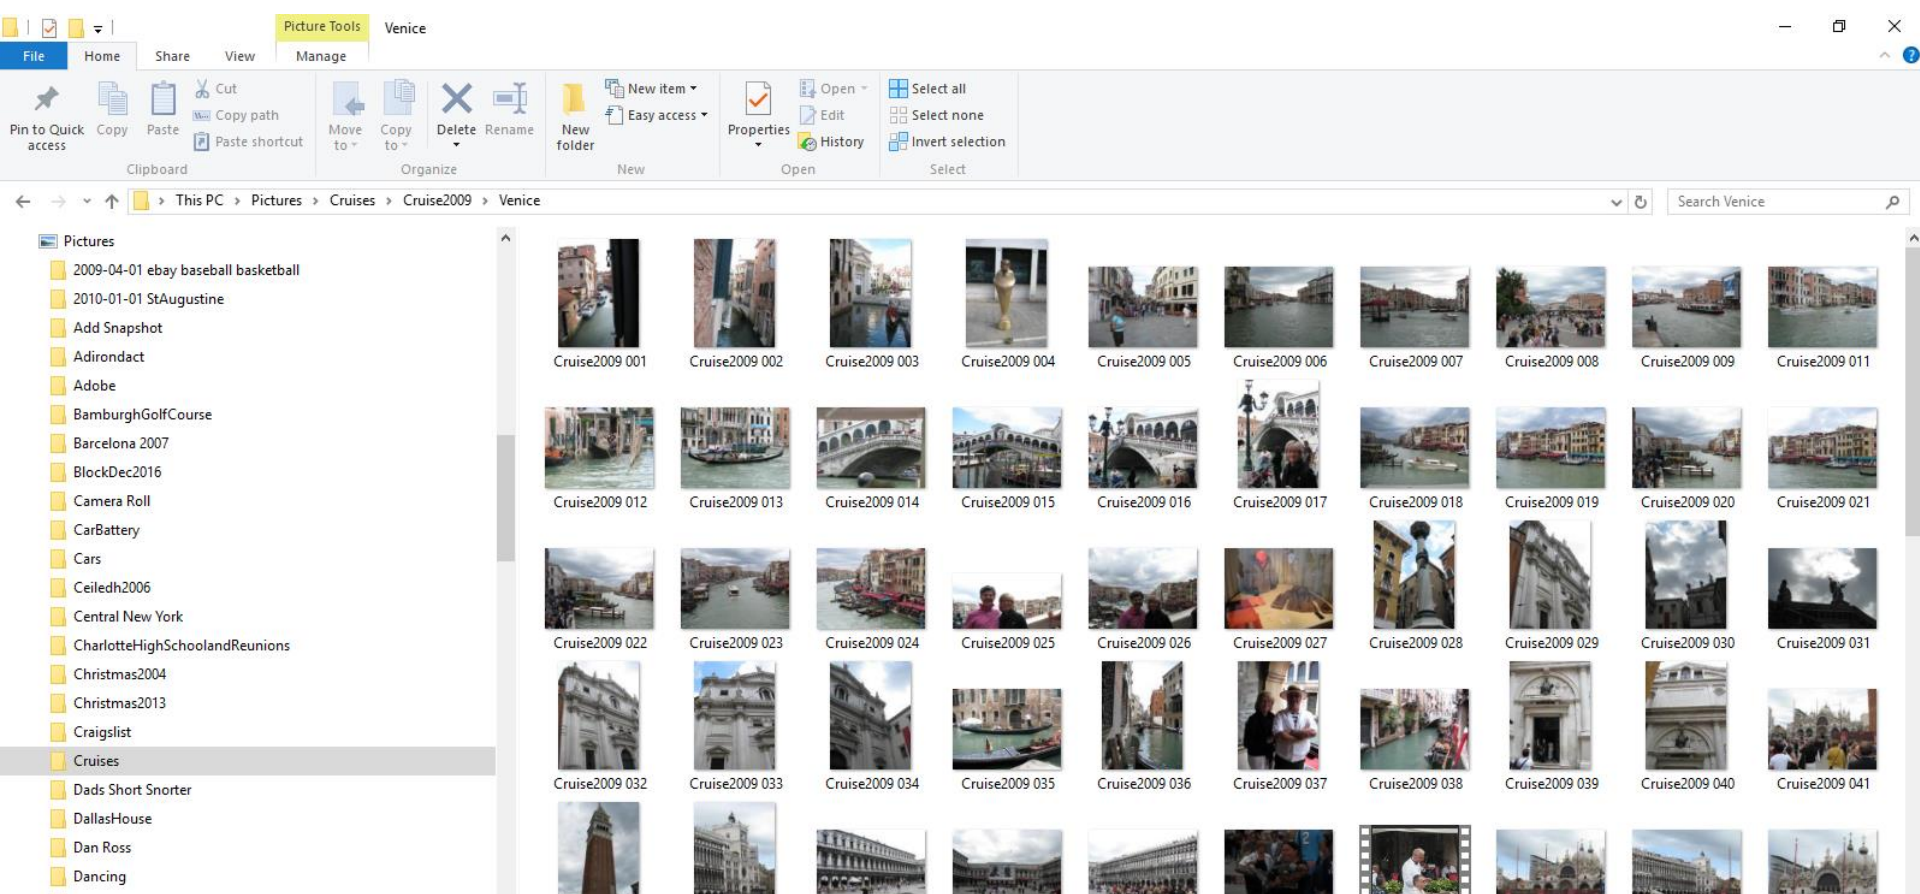 Picture Tools Venice
File Home Share View Manage
Pin to Quick access
Copy
Paste
Cut
Copy path
Paste shortcut
Clipboard
Move to
Copy to
Delete
Rename
Organize
New folder
New item
Easy access
New
Properties
Open
Edit
History
Open
Select all
Select none
Invert selection
Select
This PC > Pictures > Cruises > Cruise2009 > Venice
Search Venice
Pictures
2009-04-01 ebay baseball basketball
2010-01-01 StAugustine
Add Snapshot
Adirondact
Adobe
BamburghGolfCourse
Barcelona 2007
BlockDec2016
Camera Roll
CarBattery
Cars
Ceiledh2006
Central New York
CharlotteHighSchoolandReunions
Christmas2004
Christmas2013
Craigslist
Cruises
Dads Short Snorter
DallasHouse
Dan Ross
Dancing
Cruise2009 001 Cruise2009 002 Cruise2009 003 Cruise2009 004 Cruise2009 005 Cruise2009 006 Cruise2009 007 Cruise2009 008 Cruise2009 009 Cruise2009 011
Cruise2009 012 Cruise2009 013 Cruise2009 014 Cruise2009 015 Cruise2009 016 Cruise2009 017 Cruise2009 018 Cruise2009 019 Cruise2009 020 Cruise2009 021
Cruise2009 022 Cruise2009 023 Cruise2009 024 Cruise2009 025 Cruise2009 026 Cruise2009 027 Cruise2009 028 Cruise2009 029 Cruise2009 030 Cruise2009 031
Cruise2009 032 Cruise2009 033 Cruise2009 034 Cruise2009 035 Cruise2009 036 Cruise2009 037 Cruise2009 038 Cruise2009 039 Cruise2009 040 Cruise2009 041